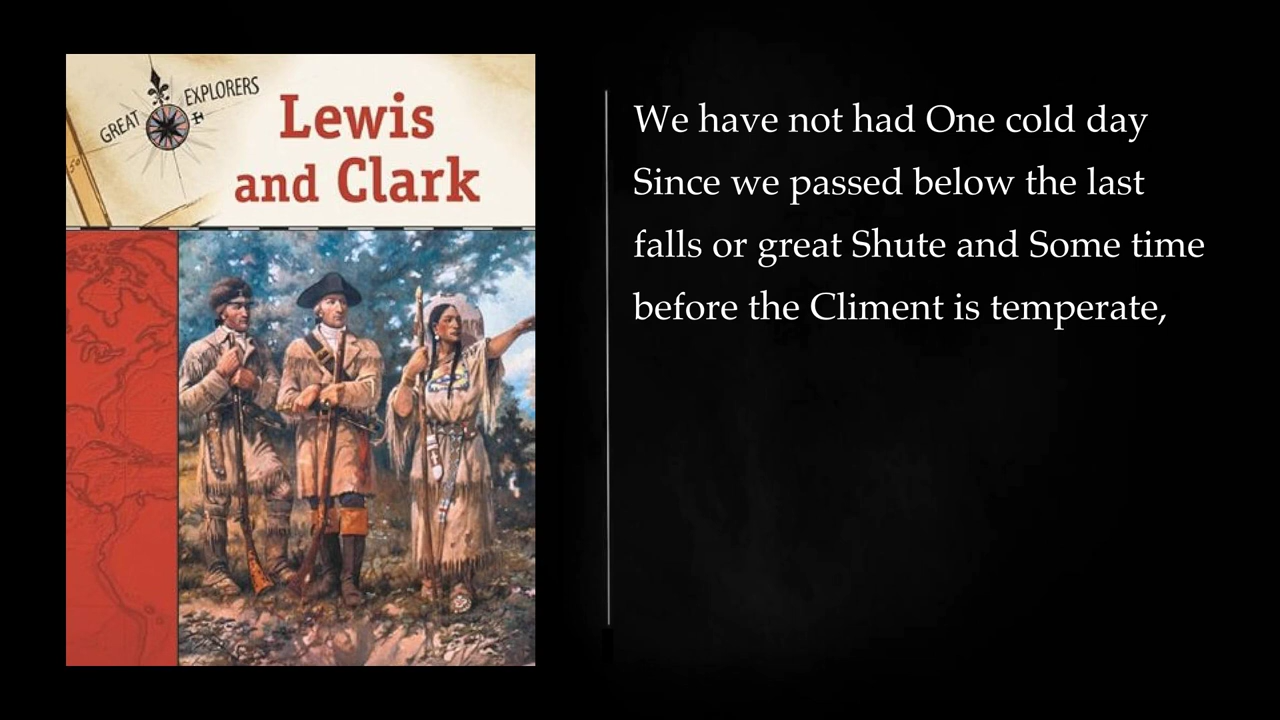 GREAT EXPLORERS
Lewis
and Clark
We have not had One cold day
Since we passed below the last
falls or great Shute and Some time
before the Climent is temperate,